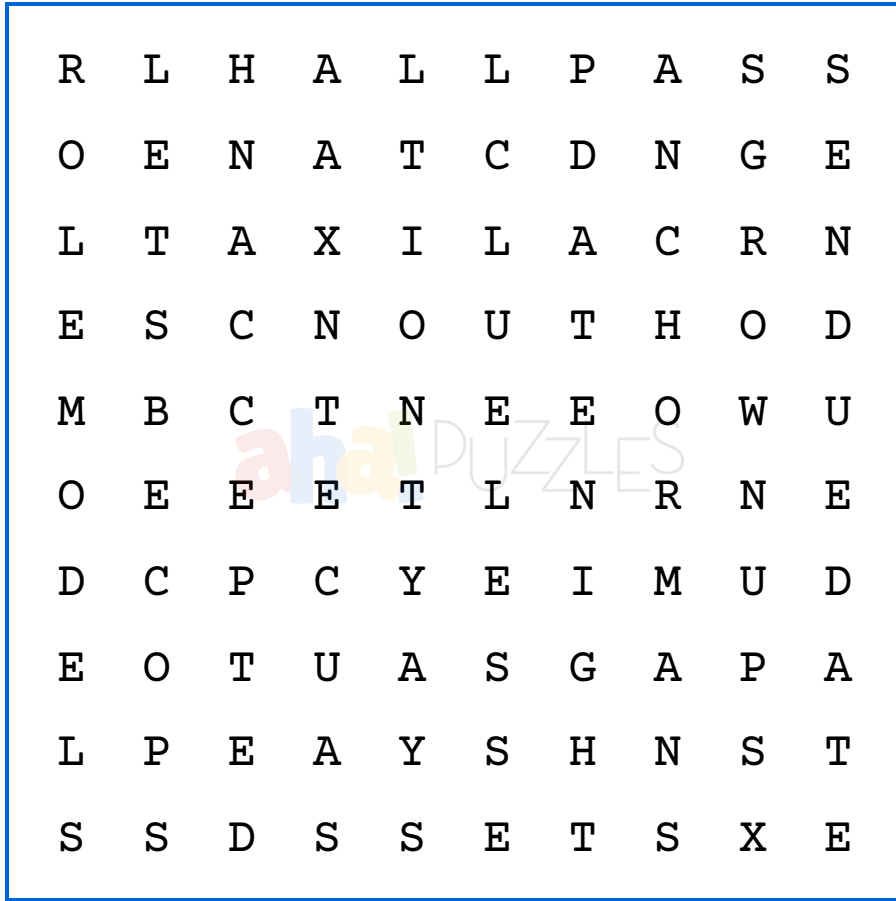 R L H A L L P A S S
O E N A T C D N G E
L T A X I L A C R N
E S C N O U T H O D
M B C T N E E O W U
O E E E T L N R N E
D C P C Y E I M U D
E O T U A S G A P A
L P E A Y S H N S T
S S D S S E T S X E
aha! PUZZLES